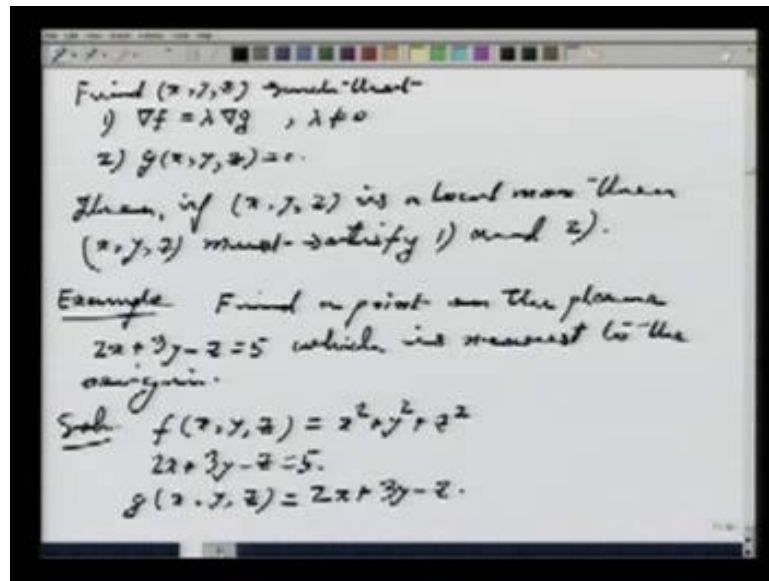 Find (x, y, z) such that
1) ∇f = λ∇g , λ ≠ 0
2) g(x, y, z) = c.
Then, if (x, y, z) is a local max then
(x, y, z) must satisfy 1) and 2).
Example Find a point on the plane
2x + 3y - z = 5 which is nearest to the
origin.
Soln f(x, y, z) = x² + y² + z²
2x + 3y - z = 5.
g(x, y, z) = 2x + 3y - z.